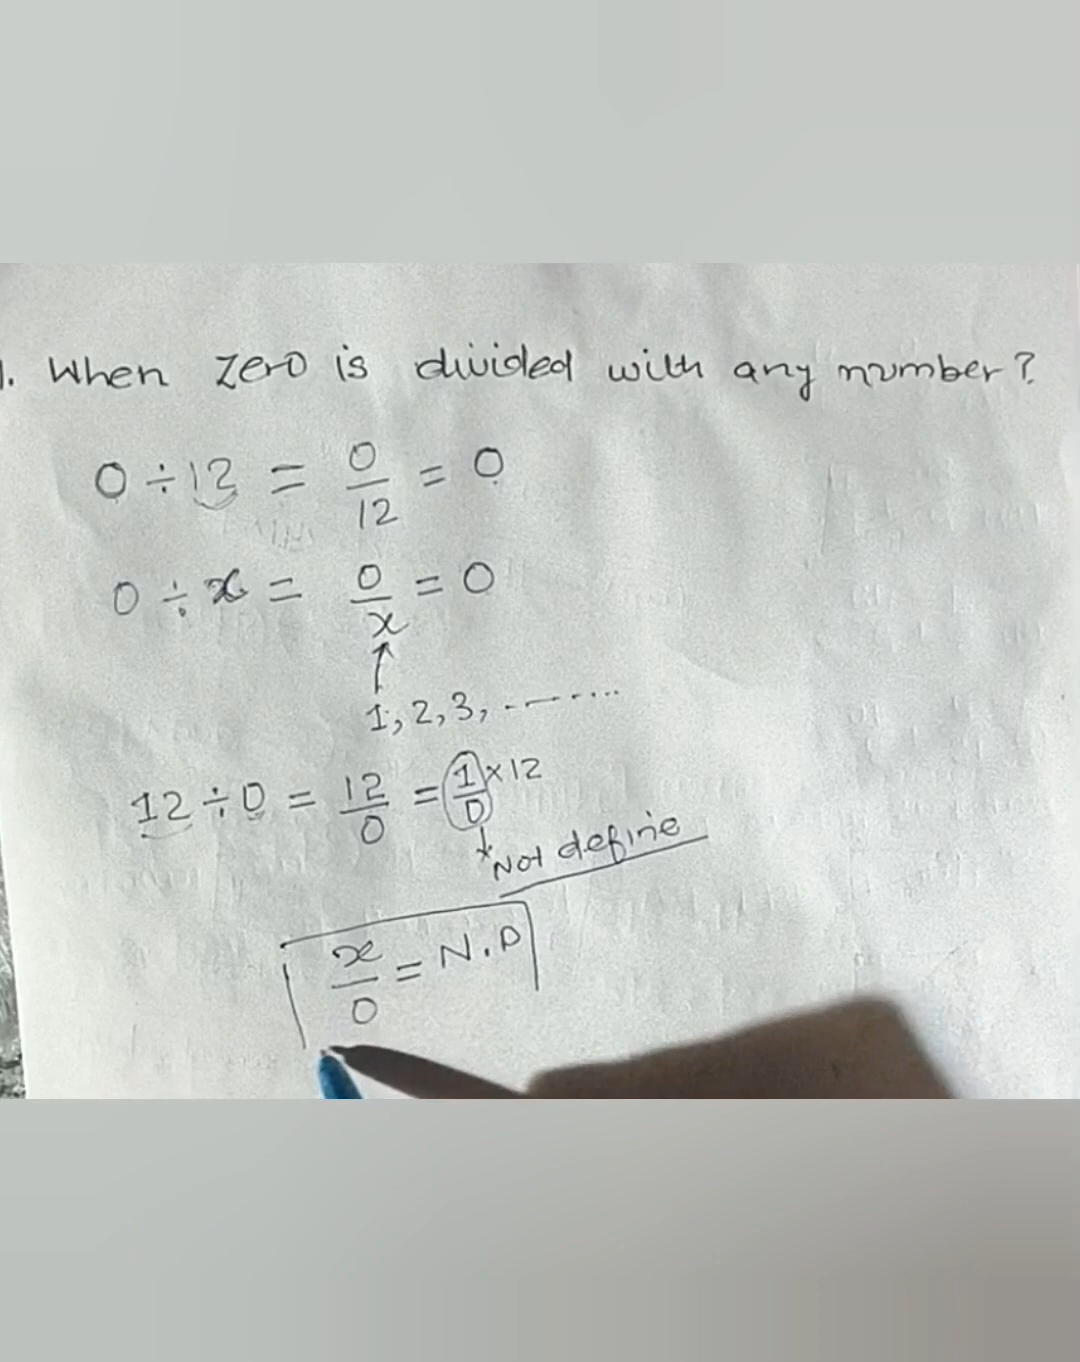 1. When zero is divided with any number?
0 ÷ 12 = 0/12 = 0
0 ÷ x = 0/x = 0
↑
1, 2, 3, -------
12 ÷ 0 = 12/0 = 1/0 × 12
↓
Not define
x/0 = N.D